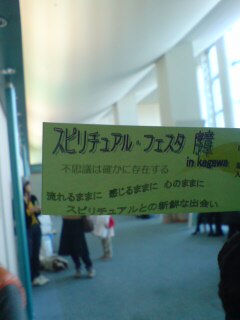 スピリチュアル・フェスタ
in kagawa
不思議は確かに存在する
流れるままに 感じるままに 心のままに
スピリチュアルとの新鮮な出会い